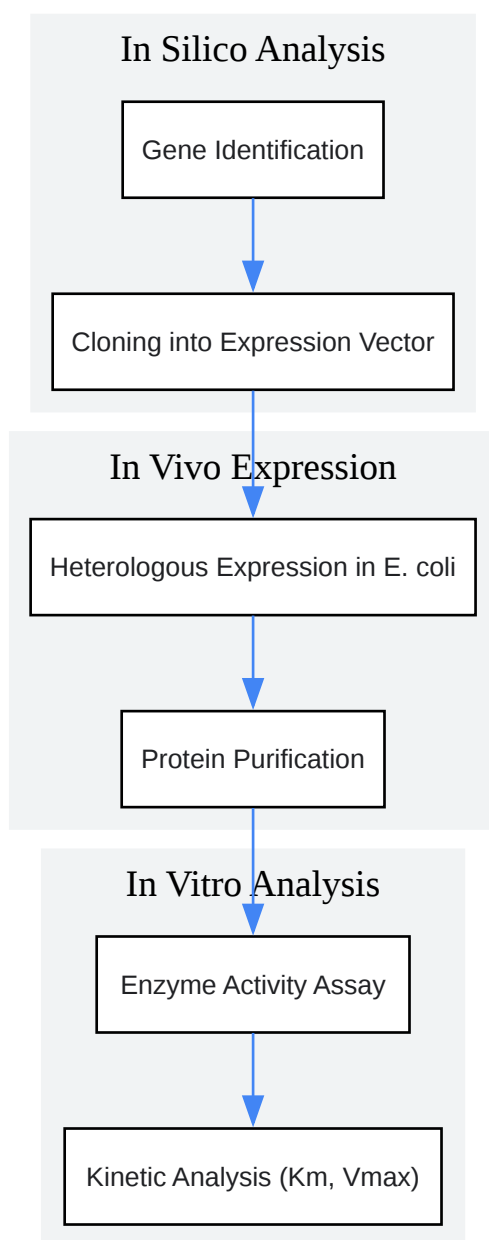 In Silico Analysis
Gene Identification
Cloning into Expression Vector
In Vivo Expression
Heterologous Expression in E. coli
Protein Purification
In Vitro Analysis
Enzyme Activity Assay
Kinetic Analysis (Km, Vmax)